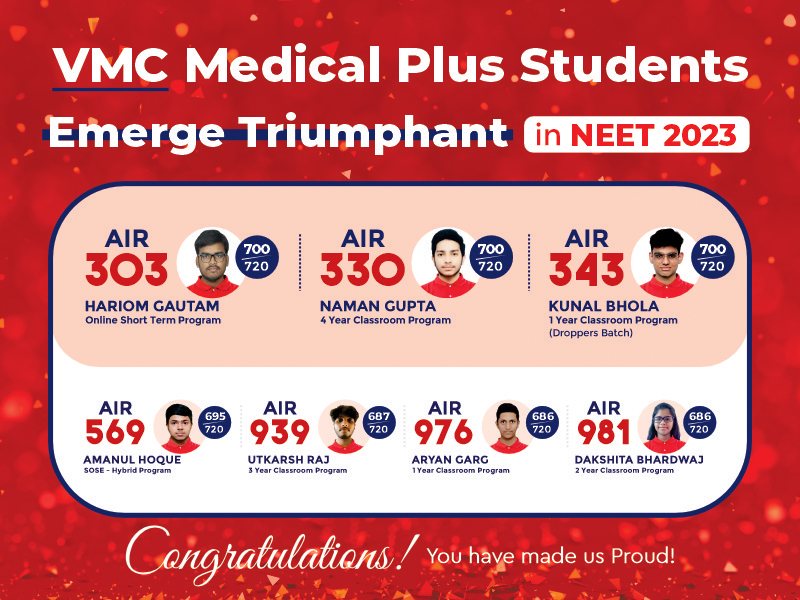 VMC Medical Plus Students
Emerge Triumphant in NEET 2023
AIR
303
700
720
HARIOM GAUTAM
Online Short Term Program
AIR
330
700
720
NAMAN GUPTA
4 Year Classroom Program
AIR
343
700
720
KUNAL BHOLA
1 Year Classroom Program
(Droppers Batch)
AIR
569
695
720
AMANUL HOQUE
SOSE - Hybrid Program
AIR
939
687
720
UTKARSH RAJ
3 Year Classroom Program
AIR
976
686
720
ARYAN GARG
1 Year Classroom Program
AIR
981
686
720
DAKSHITA BHARDWAJ
2 Year Classroom Program
Congratulations! You have made us Proud!